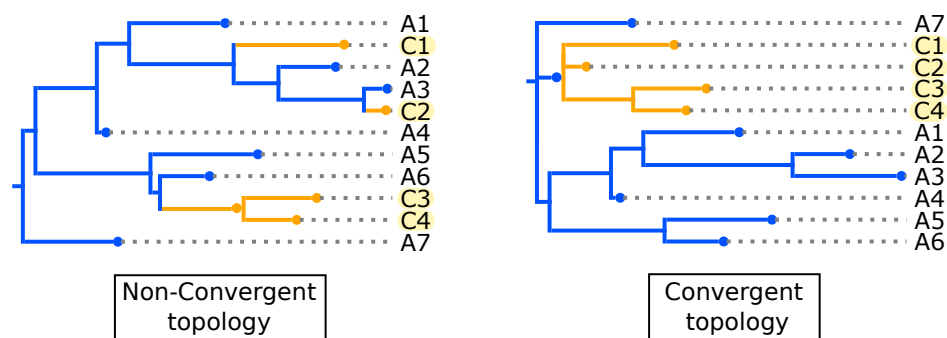 A1
C1
A2
A3
C2
A4
A5
A6
C3
C4
A7
Non-Convergent
topology
A7
C1
C2
C3
C4
A1
A2
A3
A4
A5
A6
Convergent
topology